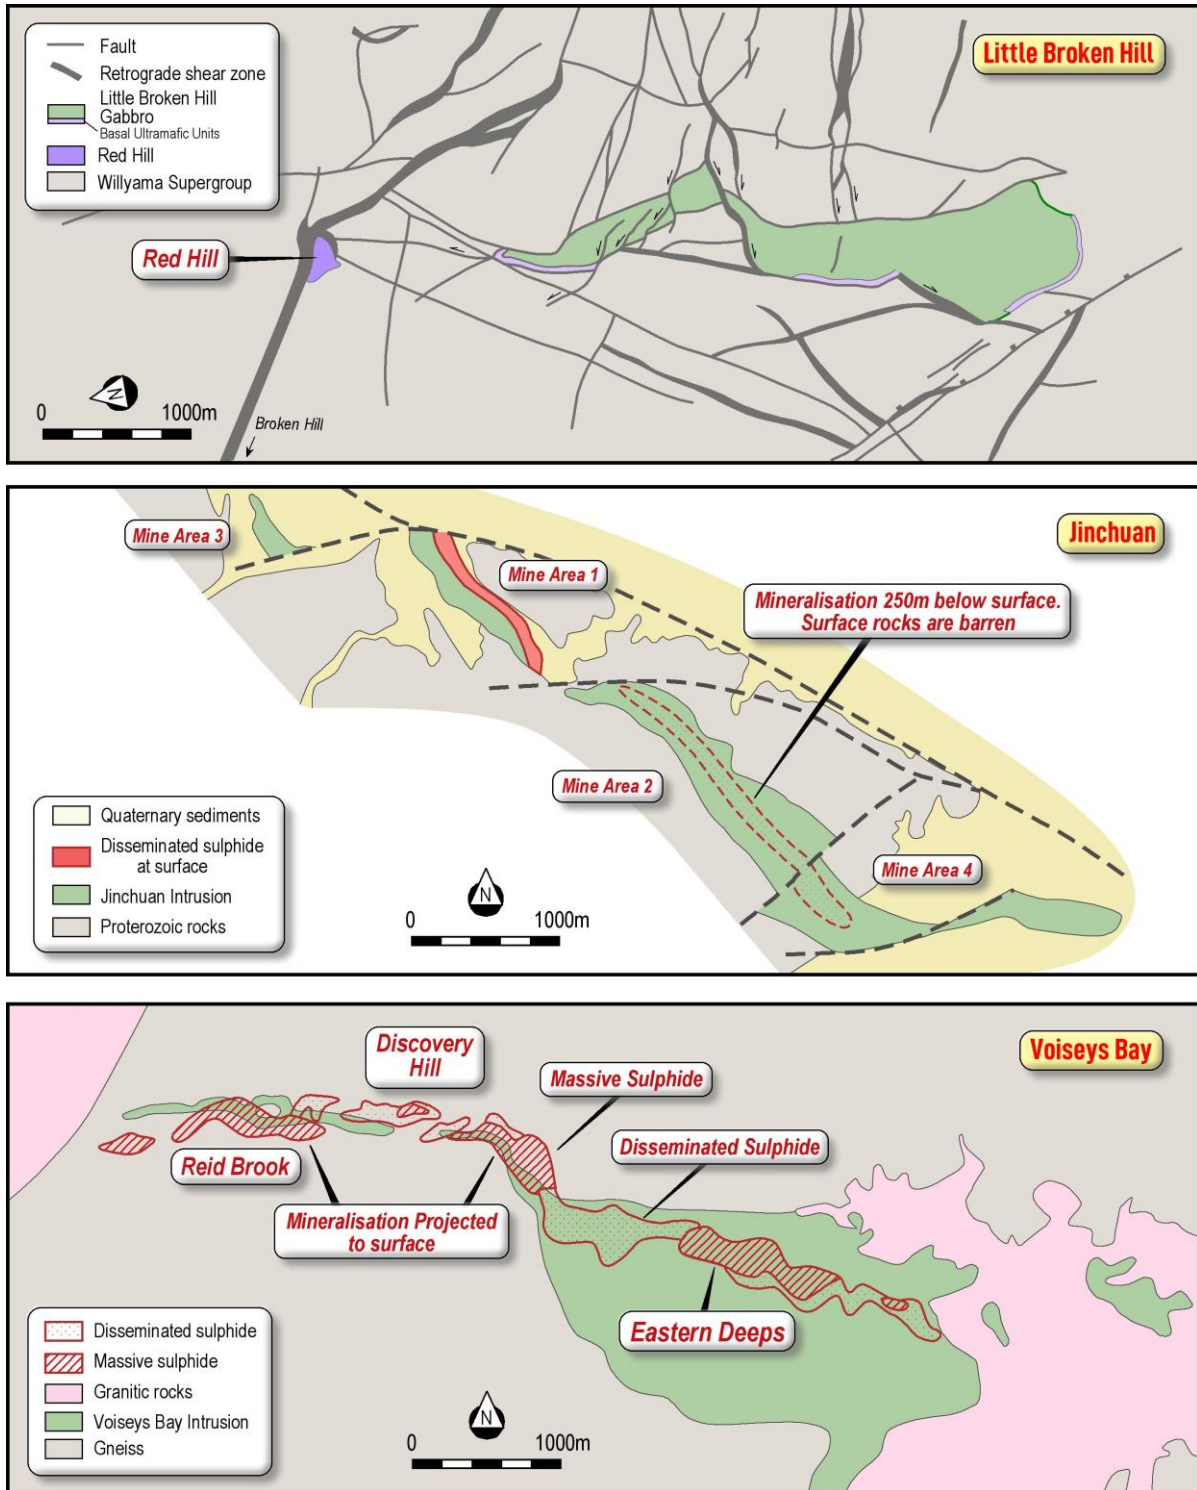 Fault
Retrograde shear zone
Little Broken Hill
Gabbro
Basal Ultramafic Units
Red Hill
Willyama Supergroup
Little Broken Hill
Red Hill
N
0 1000m
Broken Hill
Mine Area 3
Jinchuan
Mine Area 1
Mineralisation 250m below surface.
Surface rocks are barren
Mine Area 2
Mine Area 4
Quaternary sediments
Disseminated sulphide
at surface
Jinchuan Intrusion
Proterozoic rocks
N
0 1000m
Voiseys Bay
Discovery
Hill
Massive Sulphide
Disseminated Sulphide
Reid Brook
Mineralisation Projected
to surface
Eastern Deeps
Disseminated sulphide
Massive sulphide
Granitic rocks
Voiseys Bay Intrusion
Gneiss
N
0 1000m